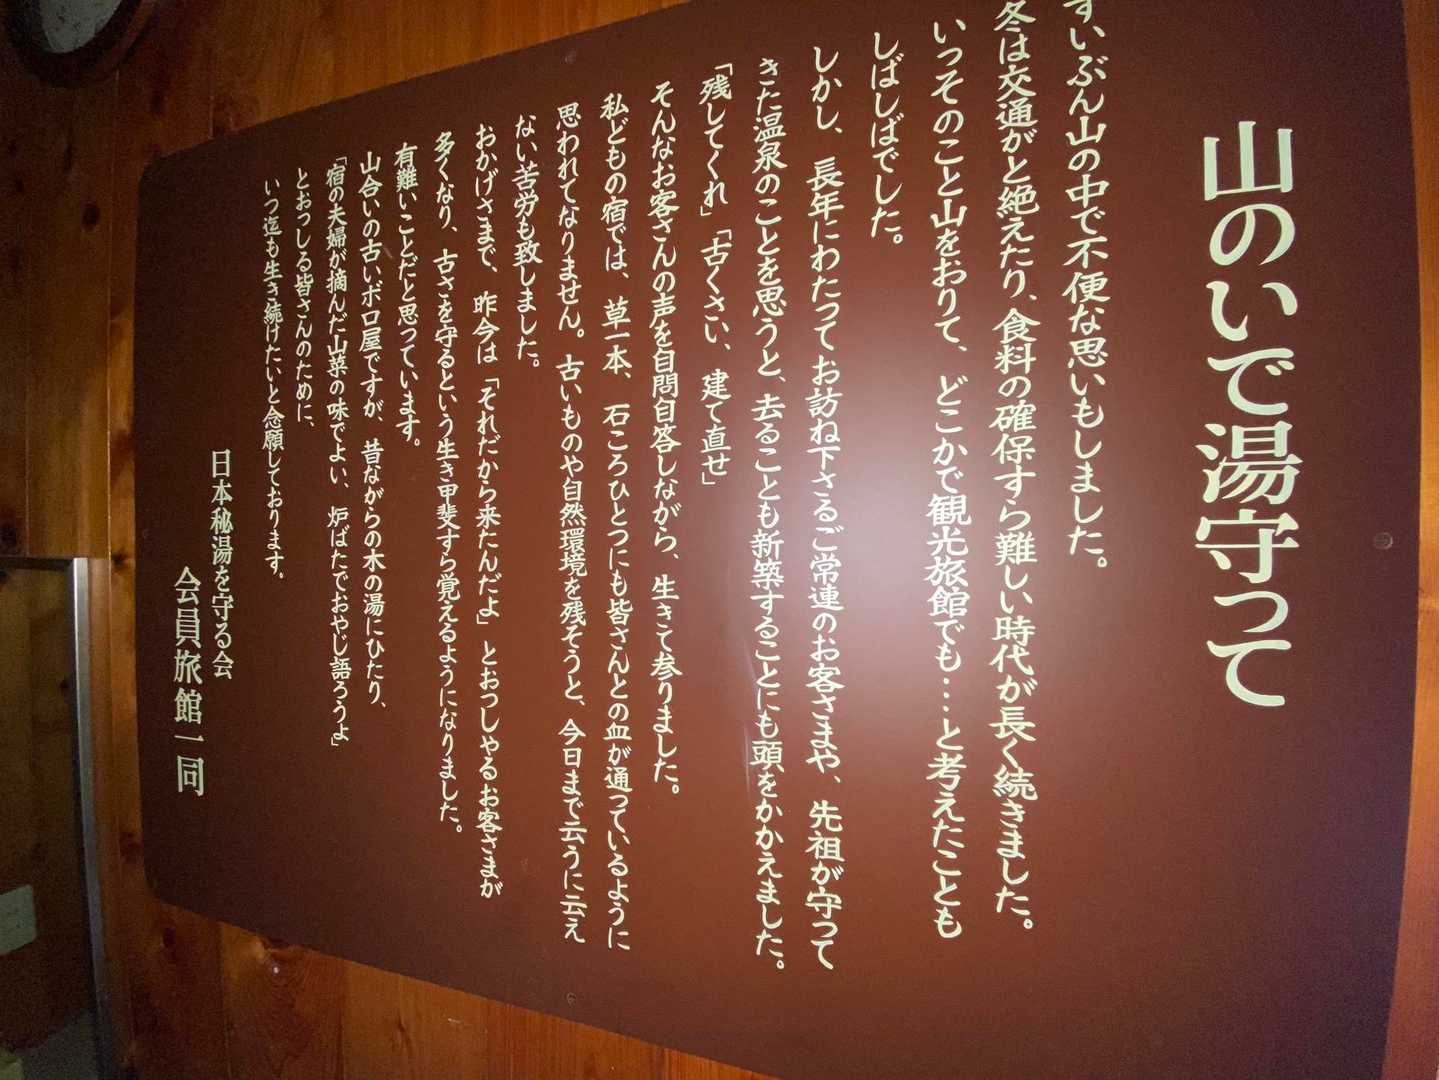 山のいで湯守って
ずいぶん山の中で不便な思いもしました。
冬は交通がと絶えたり、食料の確保すら難しい時代が長く続きました。
いっそのこと山をおりて、どこかで観光旅館でも…と考えたことも
しばしばでした。
しかし、長年にわたってお訪ね下さるご常連のお客さまや、先祖が守って
きた温泉のことを思うと、去ることも新築することにも頭をかかえました。
「残してくれ」「古くさい、建て直せ」
そんなお客さんの声を自問自答しながら、生きて参りました。
私どもの宿では、草一本、石ころひとつにも皆さんとの血が通っているように
思われてなりません。古いものや自然環境を残そうと、今日まで云うに云え
ない苦労も致しました。
おかげさまで、昨今は「それだから来たんだよ」とおっしゃるお客さまが
多くなり、古さを守るという生き甲斐すら覚えるようになりました。
有難いことだと思っています。
山合いの古いボロ屋ですが、昔ながらの木の湯にひたり、
「宿の夫婦が摘んだ山菜の味でよい、炉ばたでおやじ語ろうよ」
とおっしる皆さんのために、
いつ迄も生き続けたいと念願しております。
日本秘湯を守る会
会員旅館一同